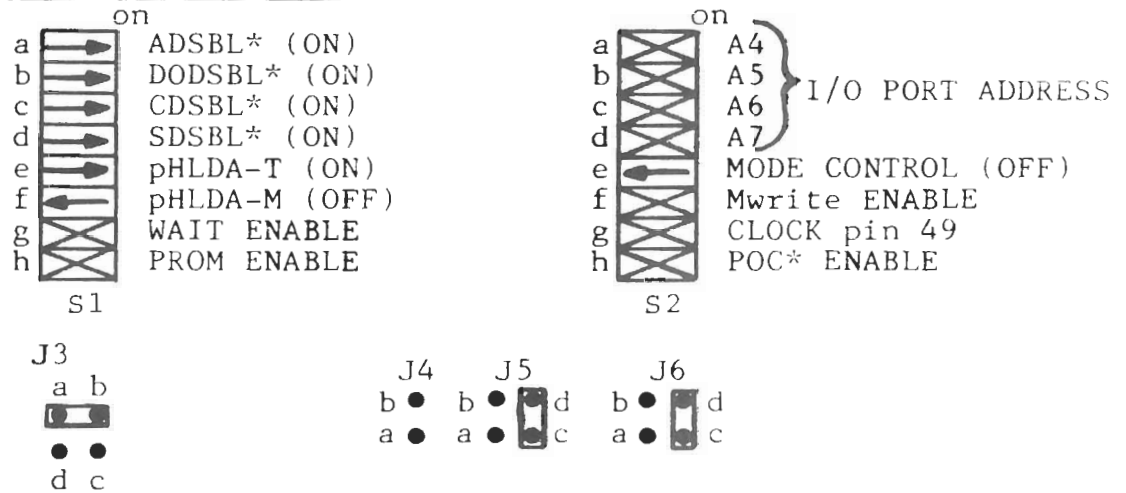 on
a ADSBL* (ON)
b DODSBL* (ON)
c CDSBL* (ON)
d SDSBL* (ON)
e pHLDA-T (ON)
f pHLDA-M (OFF)
g WAIT ENABLE
h PROM ENABLE
S1
on
a A4
b A5
c A6
d A7
I/O PORT ADDRESS
e MODE CONTROL (OFF)
f Mwrite ENABLE
g CLOCK pin 49
h POC* ENABLE
S2
J3
a b
d c
J4
b
a
J5
b d
a c
J6
b d
a c